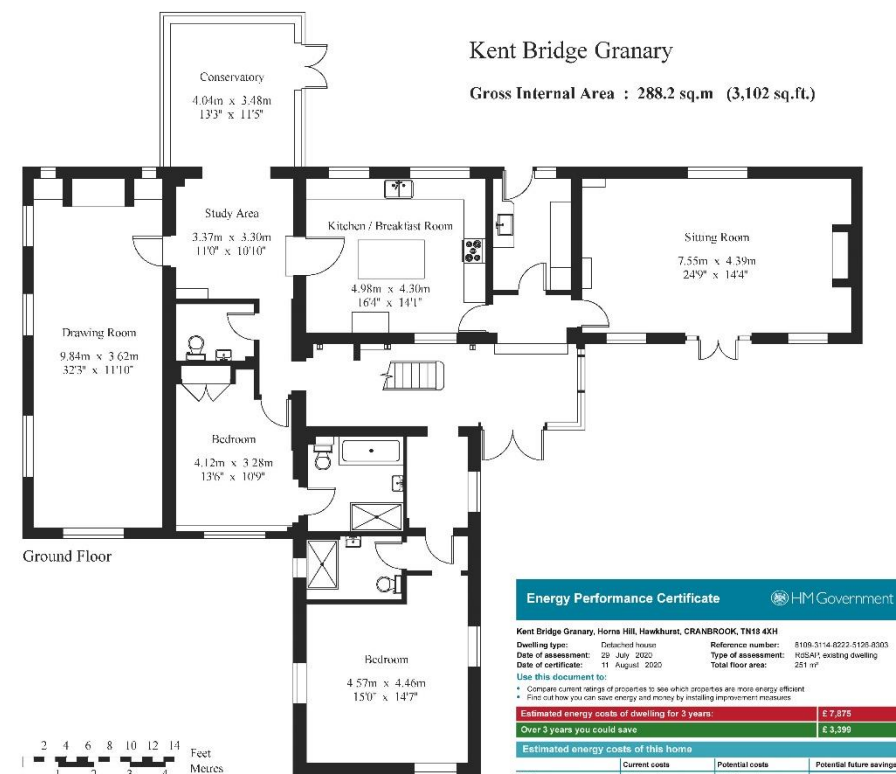 Kent Bridge Granary
Gross Internal Area : 288.2 sq.m (3,102 sq.ft.)
Conservatory
4.04m x 3.48m
13'3" x 11'5"
Study Area
3.37m x 3.30m
11'0" x 10'10"
Kitchen / Breakfast Room
4.98m x 4.30m
16'4" x 14'1"
Sitting Room
7.55m x 4.39m
24'9" x 14'4"
Drawing Room
9.84m x 3.62m
32'3" x 11'10"
Bedroom
4.12m x 3.28m
13'6" x 10'9"
Ground Floor
Bedroom
4.57m x 4.46m
15'0" x 14'7"
2 4 6 8 10 12 14 Feet
1 2 3 4 Metres
Energy Performance Certificate HM Government
Kent Bridge Granary, Horns Hill, Hawkhurst, CRANBROOK, TN18 4XH
Dwelling type: Detached house Reference number: 8109-3114-8222-5126-8303
Date of assessment: 29 July 2020 Type of assessment: RdSAP, existing dwelling
Date of certificate: 11 August 2020 Total floor area: 251 m²
Use this document to:
• Compare current ratings of properties to see which properties are more energy efficient
• Find out how you can save energy and money by installing improvement measures
Estimated energy costs of dwelling for 3 years: £ 7,875
Over 3 years you could save £ 3,399
Estimated energy costs of this home
Current costs Potential costs Potential future savings